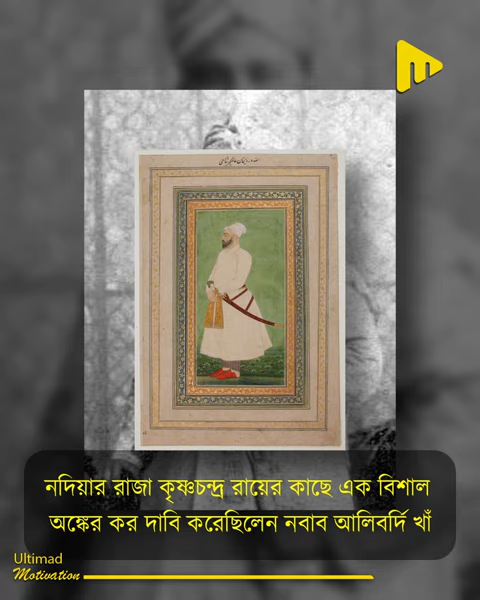 নদিয়ার রাজা কৃষ্ণচন্দ্র রায়ের কাছে এক বিশাল
অঙ্কের কর দাবি করেছিলেন নবাব আলিবর্দি খাঁ
Ultimad
Motivation